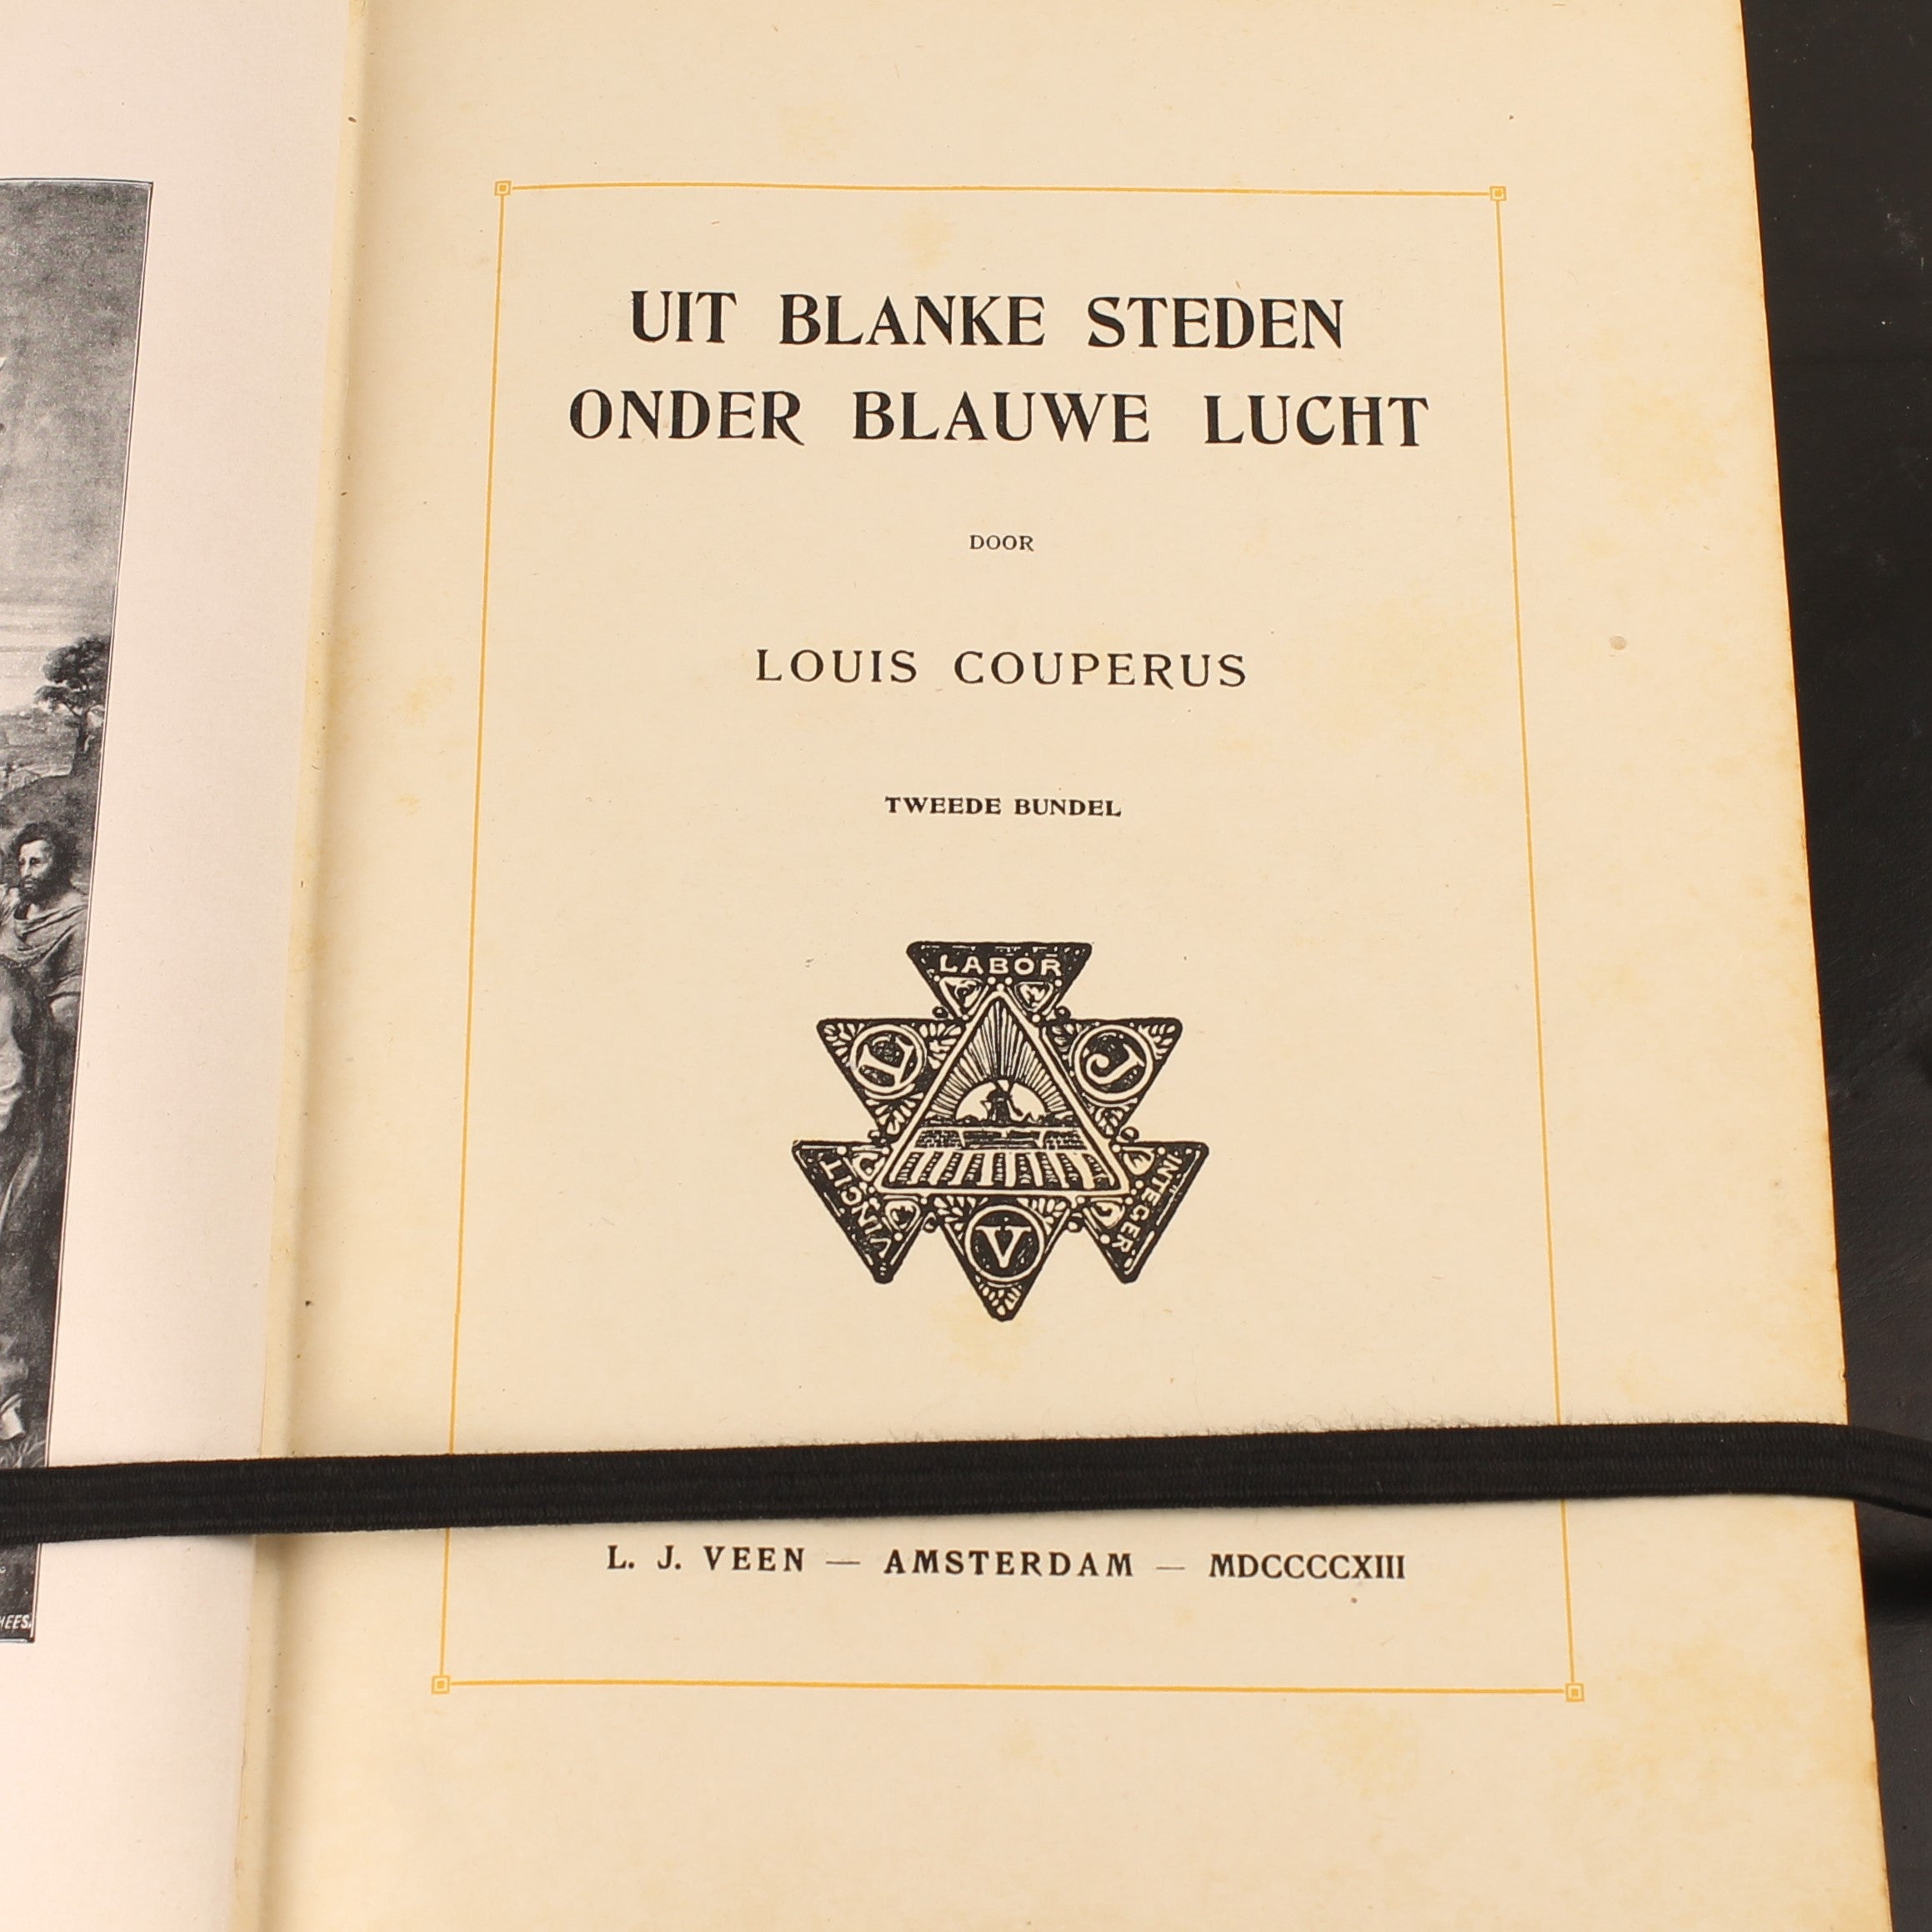 UIT BLANKE STEDEN
ONDER BLAUWE LUCHT
DOOR
LOUIS COUPERUS
TWEEDE BUNDEL
LABOR
L J
VINCIT INTEGER
V
L. J. VEEN — AMSTERDAM — MDCCCCXIII